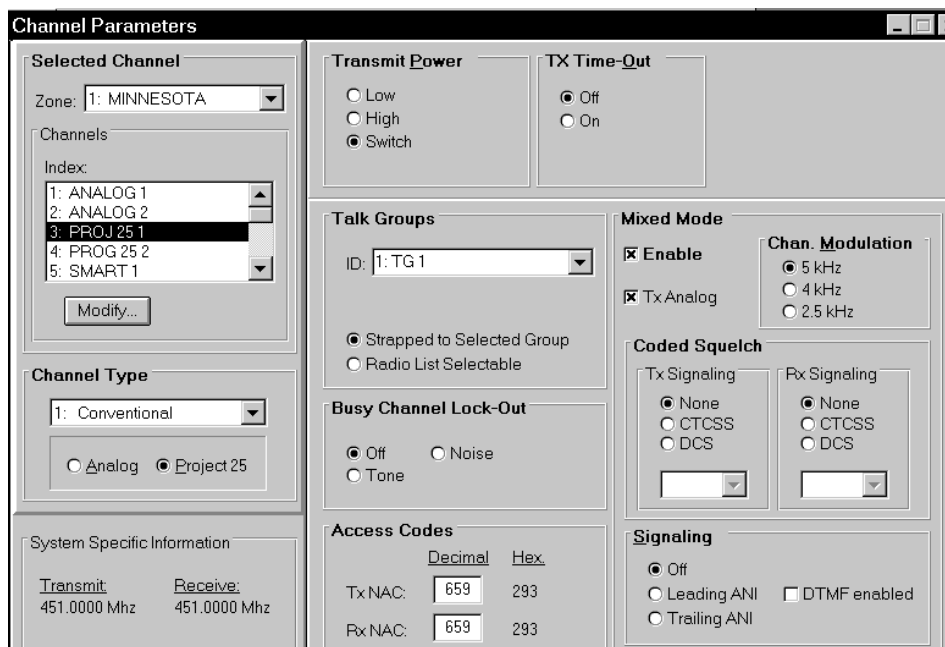 Channel Parameters
Selected Channel
Zone: 1: MINNESOTA
Channels
Index:
1: ANALOG 1
2: ANALOG 2
3: PROJ 25 1
4: PROG 25 2
5: SMART 1
Modify...
Channel Type
1: Conventional
Analog Project 25
System Specific Information
Transmit: Receive:
451.0000 Mhz 451.0000 Mhz
Transmit Power
Low
High
Switch
TX Time-Out
Off
On
Talk Groups
ID: 1: TG 1
Strapped to Selected Group
Radio List Selectable
Busy Channel Lock-Out
Off Noise
Tone
Access Codes
Decimal Hex.
Tx NAC: 659 293
Rx NAC: 659 293
Mixed Mode
Enable
Tx Analog
Chan. Modulation
5 kHz
4 kHz
2.5 kHz
Coded Squelch
Tx Signaling
None
CTCSS
DCS
Rx Signaling
None
CTCSS
DCS
Signaling
Off
Leading ANI DTMF enabled
Trailing ANI